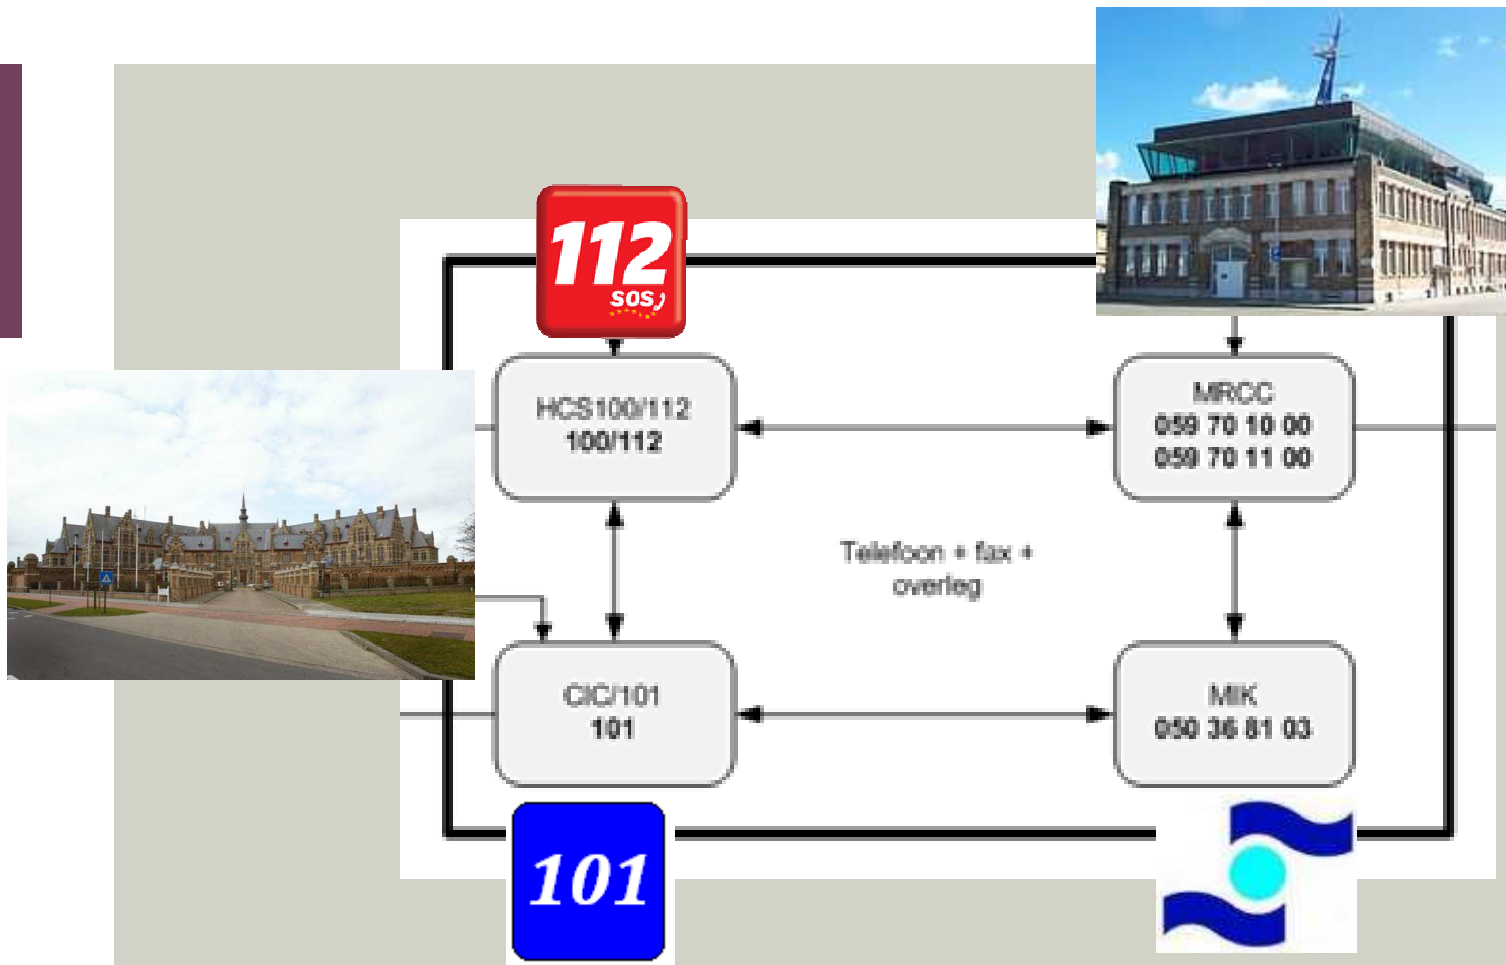 112
SOS
HCS100/112
100/112
MRCC
059 70 10 00
059 70 11 00
Telefoon + fax +
overleg
CIC/101
101
MIK
050 36 81 03
101